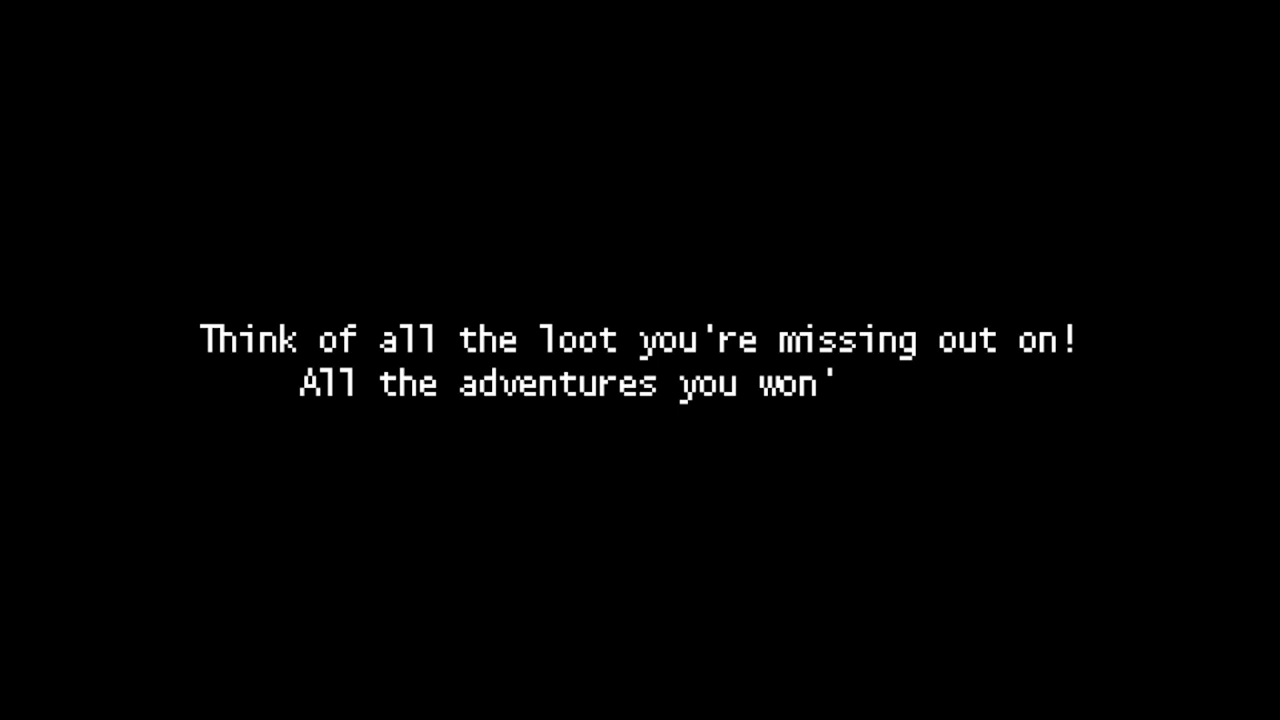 Think of all the loot you're missing out on!
All the adventures you won'